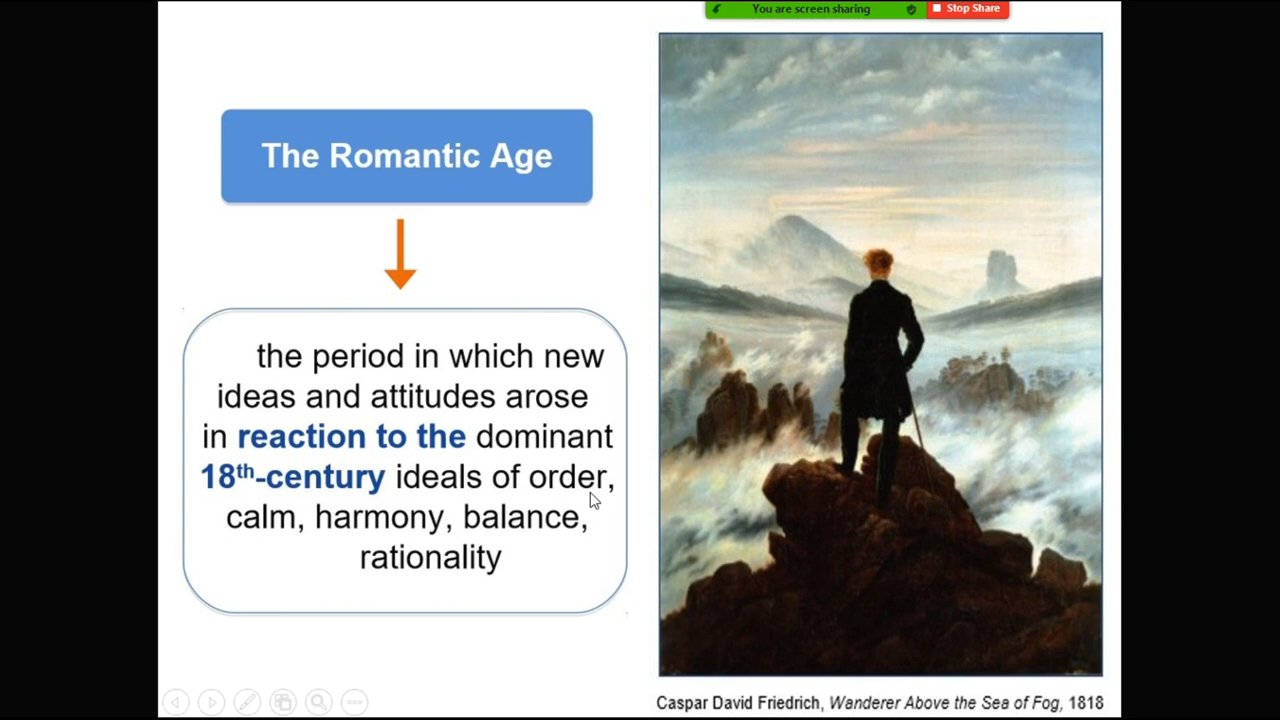 You are screen sharing
Stop Share
The Romantic Age
the period in which new
ideas and attitudes arose
in reaction to the dominant
18th-century ideals of order,
calm, harmony, balance,
rationality
Caspar David Friedrich, Wanderer Above the Sea of Fog, 1818